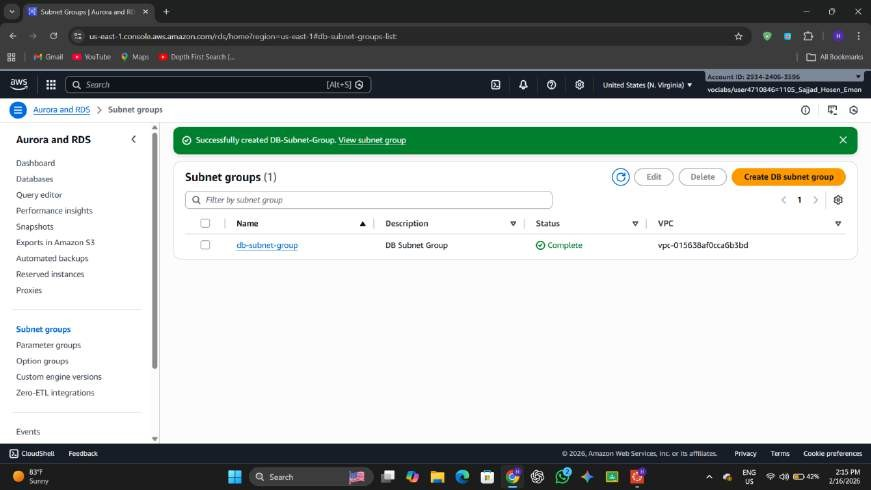 Subnet Groups | Aurora and RD
us-east-1.console.aws.amazon.com/rds/home?region=us-east-1#db-subnet-groups-list:
Gmail YouTube Maps Depth First Search (... All Bookmarks
aws Search [Alt+S] United States (N. Virginia) Account ID: 2934-2406-3596
voclabs/user4710846=1105_Sajjad_Hosen_Emon
Aurora and RDS > Subnet groups
Aurora and RDS
Dashboard
Databases
Query editor
Performance insights
Snapshots
Exports in Amazon S3
Automated backups
Reserved instances
Proxies
Subnet groups
Parameter groups
Option groups
Custom engine versions
Zero-ETL integrations
Events
Successfully created DB-Subnet-Group. View subnet group
Subnet groups (1) Edit Delete Create DB subnet group
Filter by subnet group 1
Name Description Status VPC
db-subnet-group DB Subnet Group Complete vpc-015638af0cca6b3bd
CloudShell Feedback © 2026, Amazon Web Services, Inc. or its affiliates. Privacy Terms Cookie preferences
83°F
Sunny
Search
2
ENG
US
42%
2:15 PM
2/16/2026